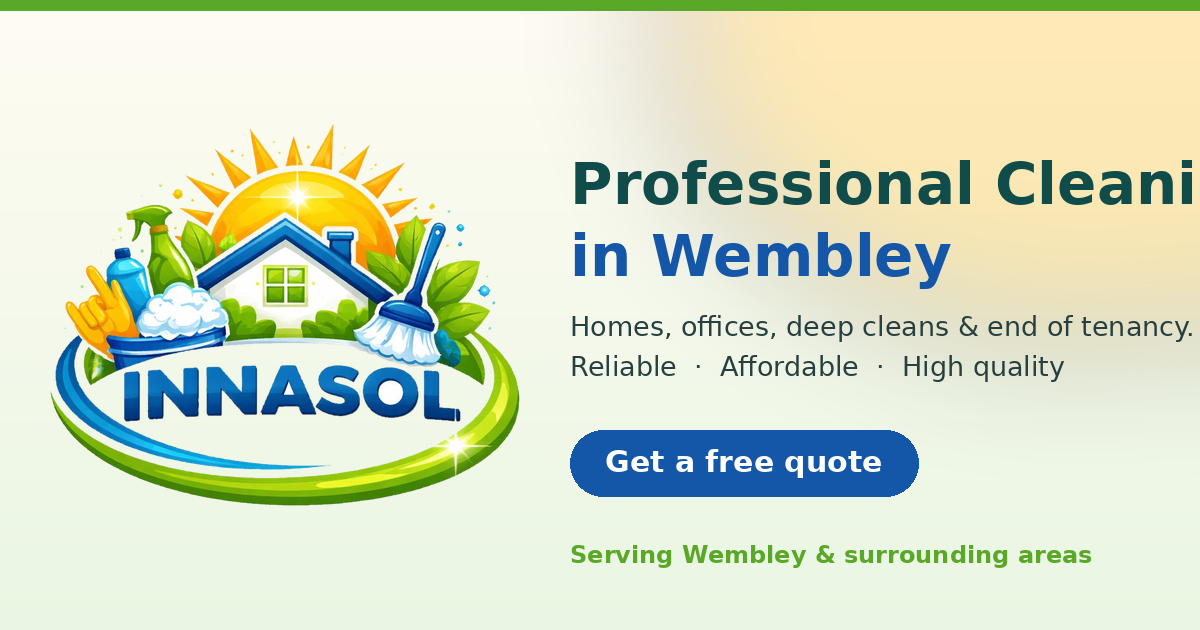 INNASOL
Professional Cleani
in Wembley
Homes, offices, deep cleans & end of tenancy.
Reliable · Affordable · High quality
Get a free quote
Serving Wembley & surrounding areas